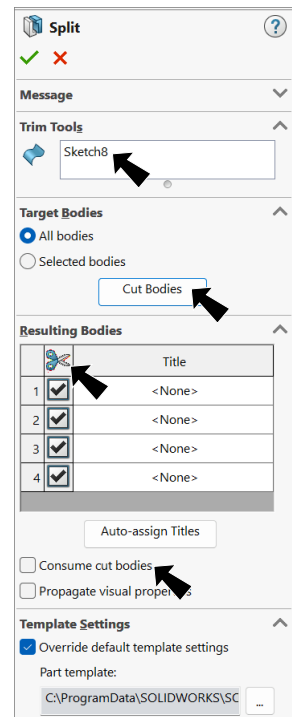 Split
?
Message
Trim Tools
Sketch8
Target Bodies
All bodies
Selected bodies
Cut Bodies
Resulting Bodies
Title
1 <None>
2 <None>
3 <None>
4 <None>
Auto-assign Titles
Consume cut bodies
Propagate visual
Template Settings
Override default template settings
Part template:
C:\ProgramData\SOLIDWORKS\SC ...